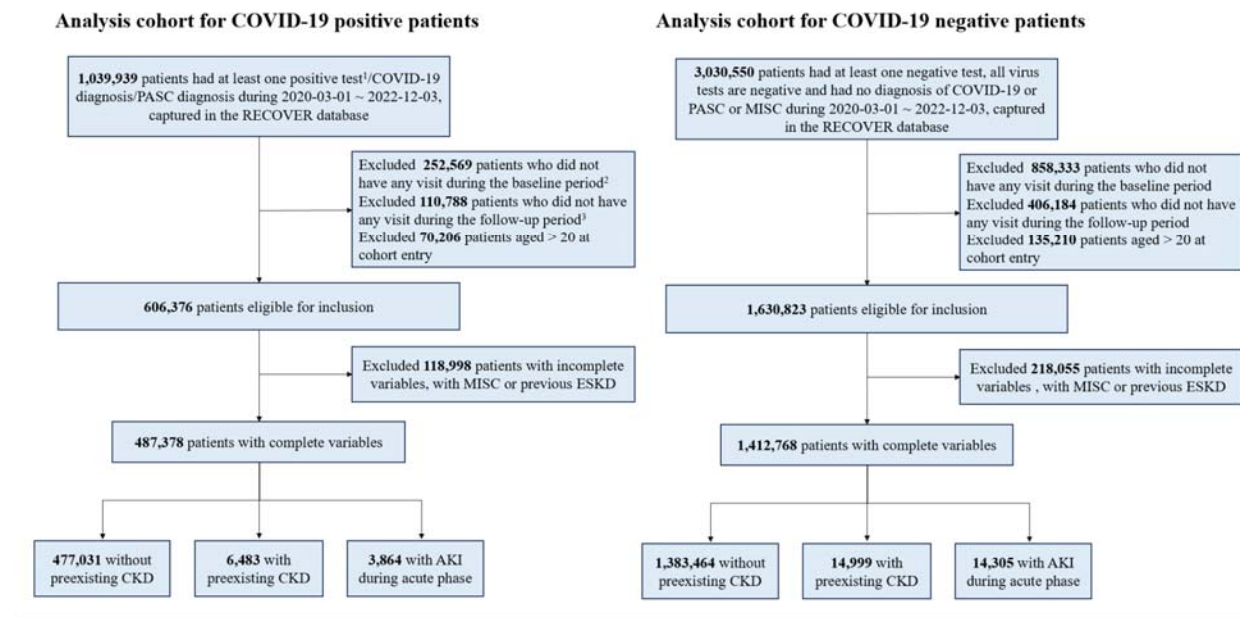 Analysis cohort for COVID-19 positive patients
1,039,939 patients had at least one positive test¹/COVID-19
diagnosis/PASC diagnosis during 2020-03-01 ~ 2022-12-03,
captured in the RECOVER database
Excluded 252,569 patients who did not
have any visit during the baseline period²
Excluded 110,788 patients who did not have
any visit during the follow-up period³
Excluded 70,206 patients aged > 20 at
cohort entry
606,376 patients eligible for inclusion
Excluded 118,998 patients with incomplete
variables, with MISC or previous ESKD
487,378 patients with complete variables
477,031 without
preexisting CKD
6,483 with
preexisting CKD
3,864 with AKI
during acute phase
Analysis cohort for COVID-19 negative patients
3,030,550 patients had at least one negative test, all virus
tests are negative and had no diagnosis of COVID-19 or
PASC or MISC during 2020-03-01 ~ 2022-12-03, captured
in the RECOVER database
Excluded 858,333 patients who did not
have any visit during the baseline period
Excluded 406,184 patients who did not have
any visit during the follow-up period
Excluded 135,210 patients aged > 20 at
cohort entry
1,630,823 patients eligible for inclusion
Excluded 218,055 patients with incomplete
variables , with MISC or previous ESKD
1,412,768 patients with complete variables
1,383,464 without
preexisting CKD
14,999 with
preexisting CKD
14,305 with AKI
during acute phase